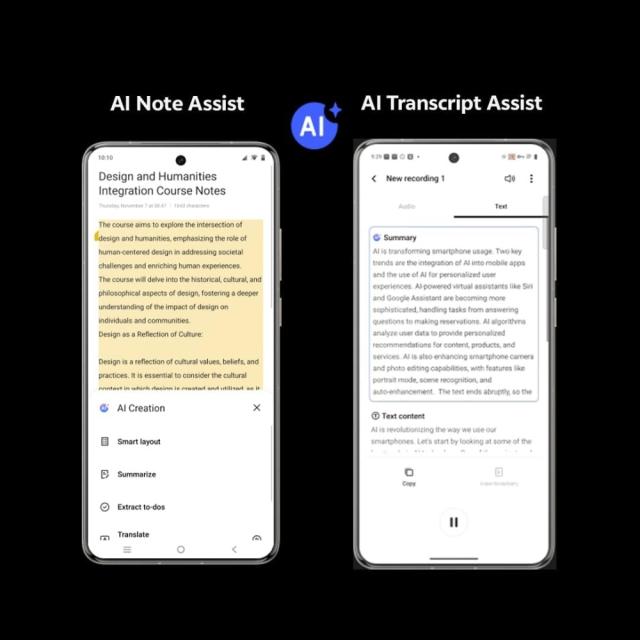 AI Note Assist
AI
AI Transcript Assist
10:10
Design and Humanities
Integration Course Notes
The course aims to explore the intersection of
design and humanities, emphasizing the role of
human-centered design in addressing societal
challenges and enriching human experiences.
The course will delve into the historical, cultural, and
philosophical aspects of design, fostering a deeper
understanding of the impact of design on
individuals and communities.
Design as a Reflection of Culture:
Design is a reflection of cultural values, beliefs, and
practices. It is essential to consider the cultural
context in which design is created and utilized, as it
AI Creation
Smart layout
Summarize
Extract to-dos
Translate
9:29
New recording 1
Audio
Text
Summary
AI is transforming smartphone usage. Two key
trends are the integration of AI into mobile apps
and the use of AI for personalized user
experiences. AI-powered virtual assistants like Siri
and Google Assistant are becoming more
sophisticated, handling tasks from answering
questions to making reservations. AI algorithms
analyze user data to provide personalized
recommendations for content, products, and
services. AI is also enhancing smartphone camera
and photo editing capabilities, with features like
portrait mode, scene recognition, and
auto-enhancement. The text ends abruptly, so the
Text content
AI is revolutionizing the way we use our
smartphones. Let's start by looking at some of the
Copy